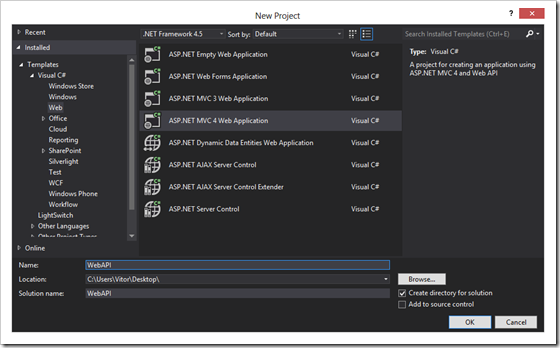 New Project
? ×
Recent
Installed
Templates
Visual C#
Windows Store
Windows
Web
Office
Cloud
Reporting
SharePoint
Silverlight
Test
WCF
Windows Phone
Workflow
LightSwitch
Other Languages
Other Project Types
Online
.NET Framework 4.5 Sort by: Default
ASP.NET Empty Web Application Visual C#
ASP.NET Web Forms Application Visual C#
ASP.NET MVC 3 Web Application Visual C#
ASP.NET MVC 4 Web Application Visual C#
ASP.NET Dynamic Data Entities Web Application Visual C#
ASP.NET AJAX Server Control Visual C#
ASP.NET AJAX Server Control Extender Visual C#
ASP.NET Server Control Visual C#
Search Installed Templates (Ctrl+E)
Type: Visual C#
A project for creating an application using
ASP.NET MVC 4 and Web API
Name: WebAPI
Location: C:\Users\Vitor\Desktop\ Browse...
Solution name: WebAPI
Create directory for solution
Add to source control
OK Cancel